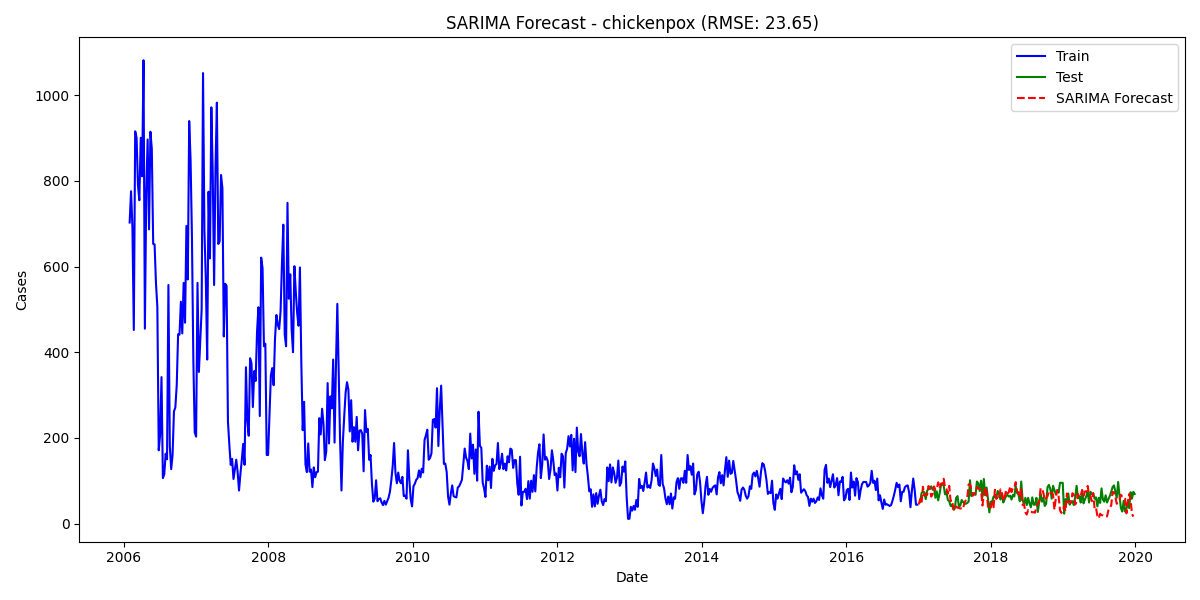 SARIMA Forecast - chickenpox (RMSE: 23.65)
Train
Test
SARIMA Forecast
Cases
1000
800
600
400
200
0
2006 2008 2010 2012 2014 2016 2018 2020
Date